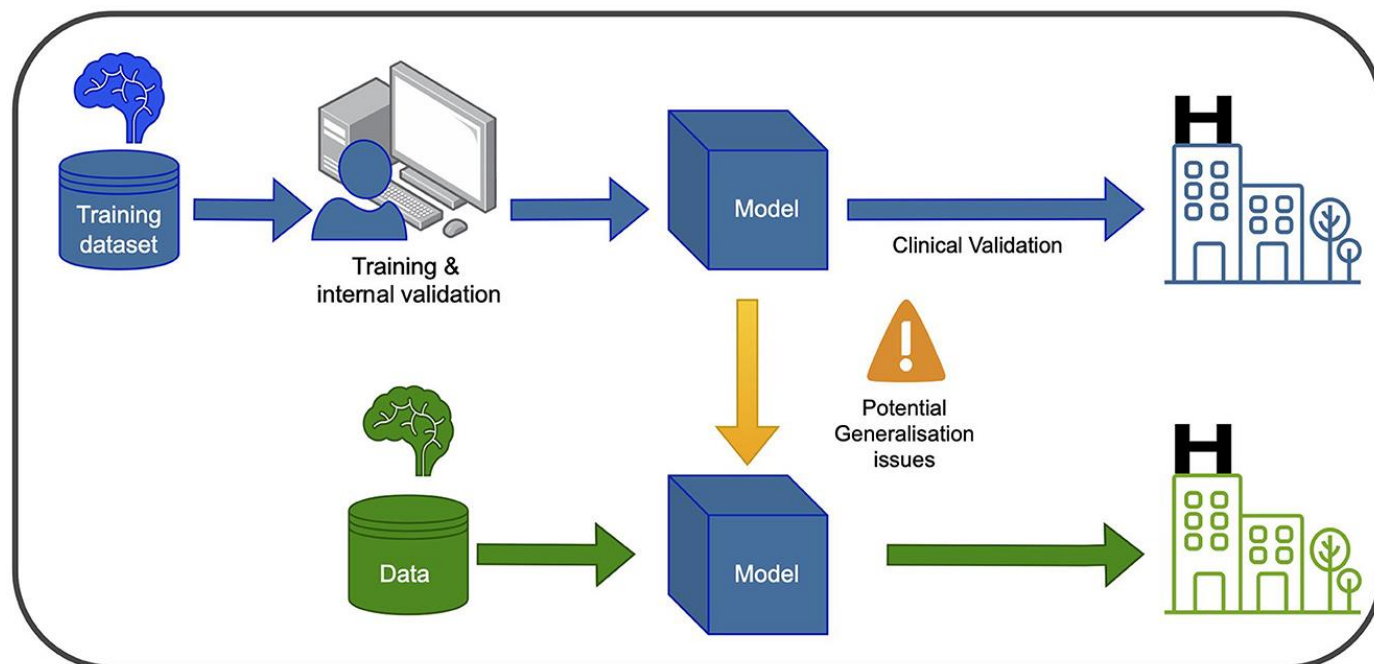 H
Training
dataset
Model
Clinical Validation
Training &
internal validation
Potential
Generalisation
issues
H
Data
Model